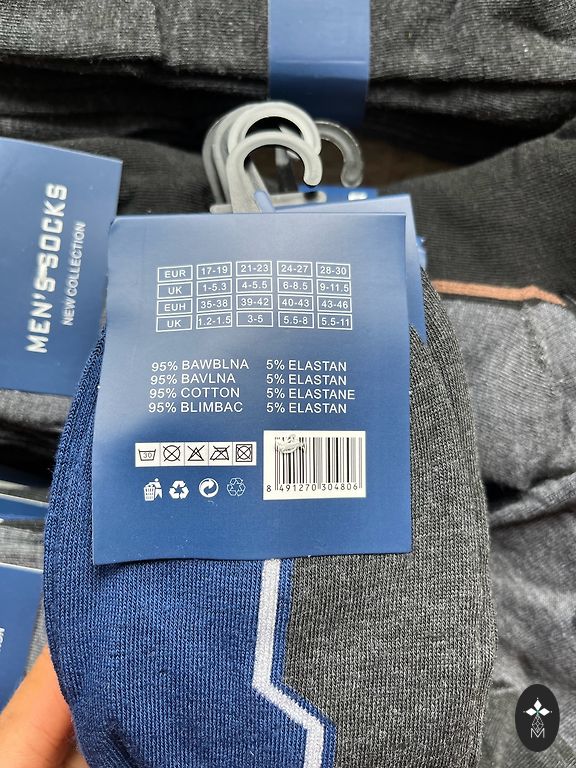 MEN'S SOCKS
NEW COLLECTION
EUR 17-19 21-23 24-27 28-30
UK 1-5.3 4-5.5 6-8.5 9-11.5
EUH 35-38 39-42 40-43 43-46
UK 1.2-1.5 3-5 5.5-8 5.5-11
95% BAWBLNA 5% ELASTAN
95% BAVLNA 5% ELASTAN
95% COTTON 5% ELASTANE
95% BLIMBAC 5% ELASTAN
30
8 491270 304806
M